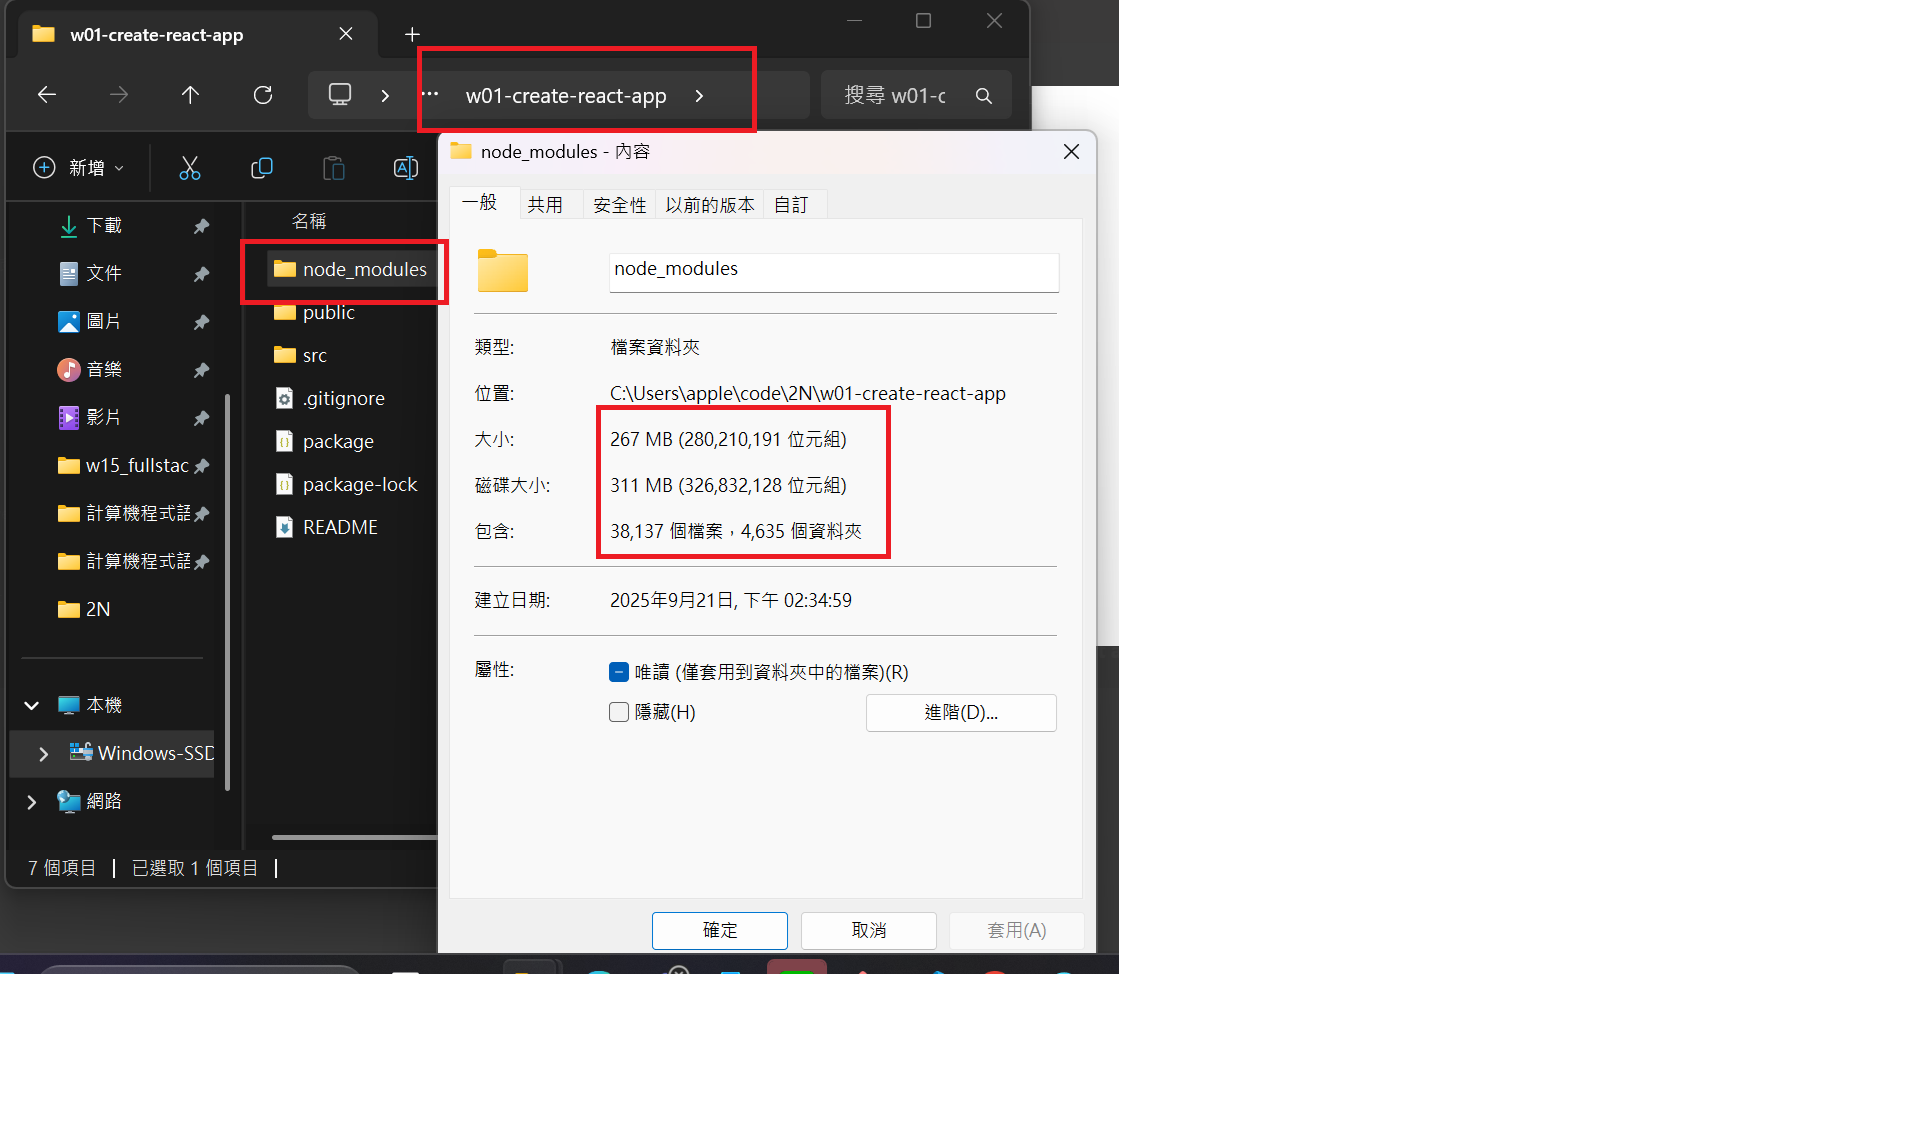 w01-create-react-app
w01-create-react-app
搜尋 w01-c
新增
下載
文件
圖片
音樂
影片
w15_fullstac
計算機程式語
計算機程式語
2N
本機
Windows-SSD
網路
名稱
node_modules
public
src
.gitignore
package
package-lock
README
7 個項目
已選取 1 個項目
node_modules - 內容
一般
共用
安全性
以前的版本
自訂
node_modules
類型:
檔案資料夾
位置:
C:\Users\apple\code\2N\w01-create-react-app
大小:
267 MB (280,210,191 位元組)
磁碟大小:
311 MB (326,832,128 位元組)
包含:
38,137 個檔案，4,635 個資料夾
建立日期:
2025年9月21日, 下午 02:34:59
屬性:
唯讀 (僅套用到資料夾中的檔案)(R)
隱藏(H)
進階(D)...
確定
取消
套用(A)